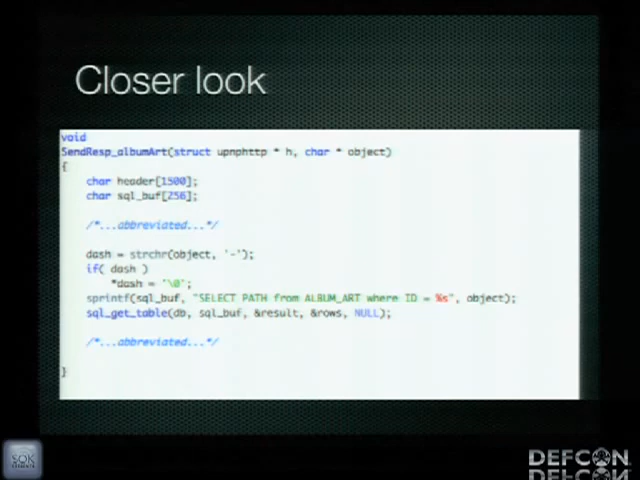 Closer look
void
SendResp_albumArt(struct upnphttp * h, char * object)
{
char header[1500];
char sql_buf[256];
/*...abbreviated...*/
dash = strchr(object, '-');
if( dash )
*dash = '\0';
sprintf(sql_buf, "SELECT PATH from ALBUM_ART where ID = %s", object);
sql_get_table(db, sql_buf, &result, &rows, NULL);
/*...abbreviated...*/
}
SOK
DEFCON